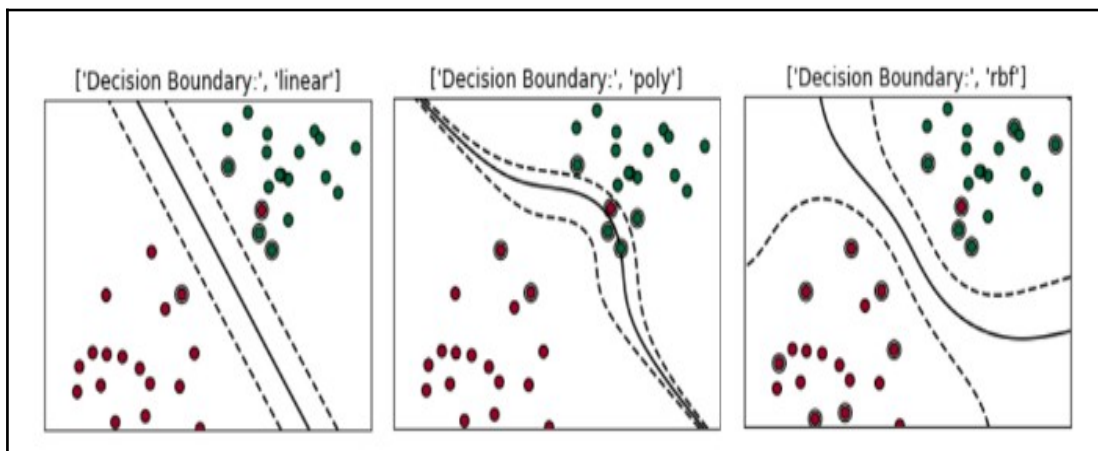 ['Decision Boundary:', 'linear']
['Decision Boundary:', 'poly']
['Decision Boundary:', 'rbf']